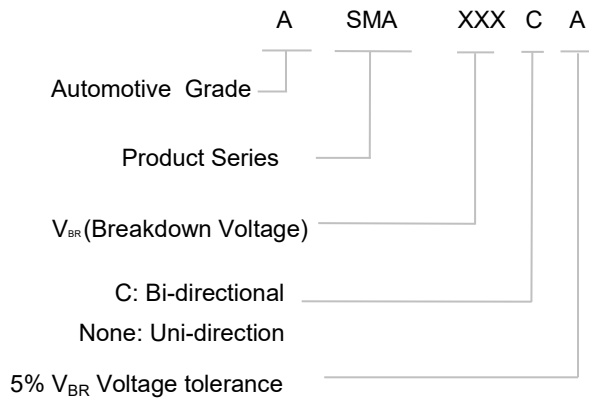 A SMA XXX C A
Automotive Grade
Product Series
VBR(Breakdown Voltage)
C: Bi-directional
None: Uni-direction
5% VBR Voltage tolerance